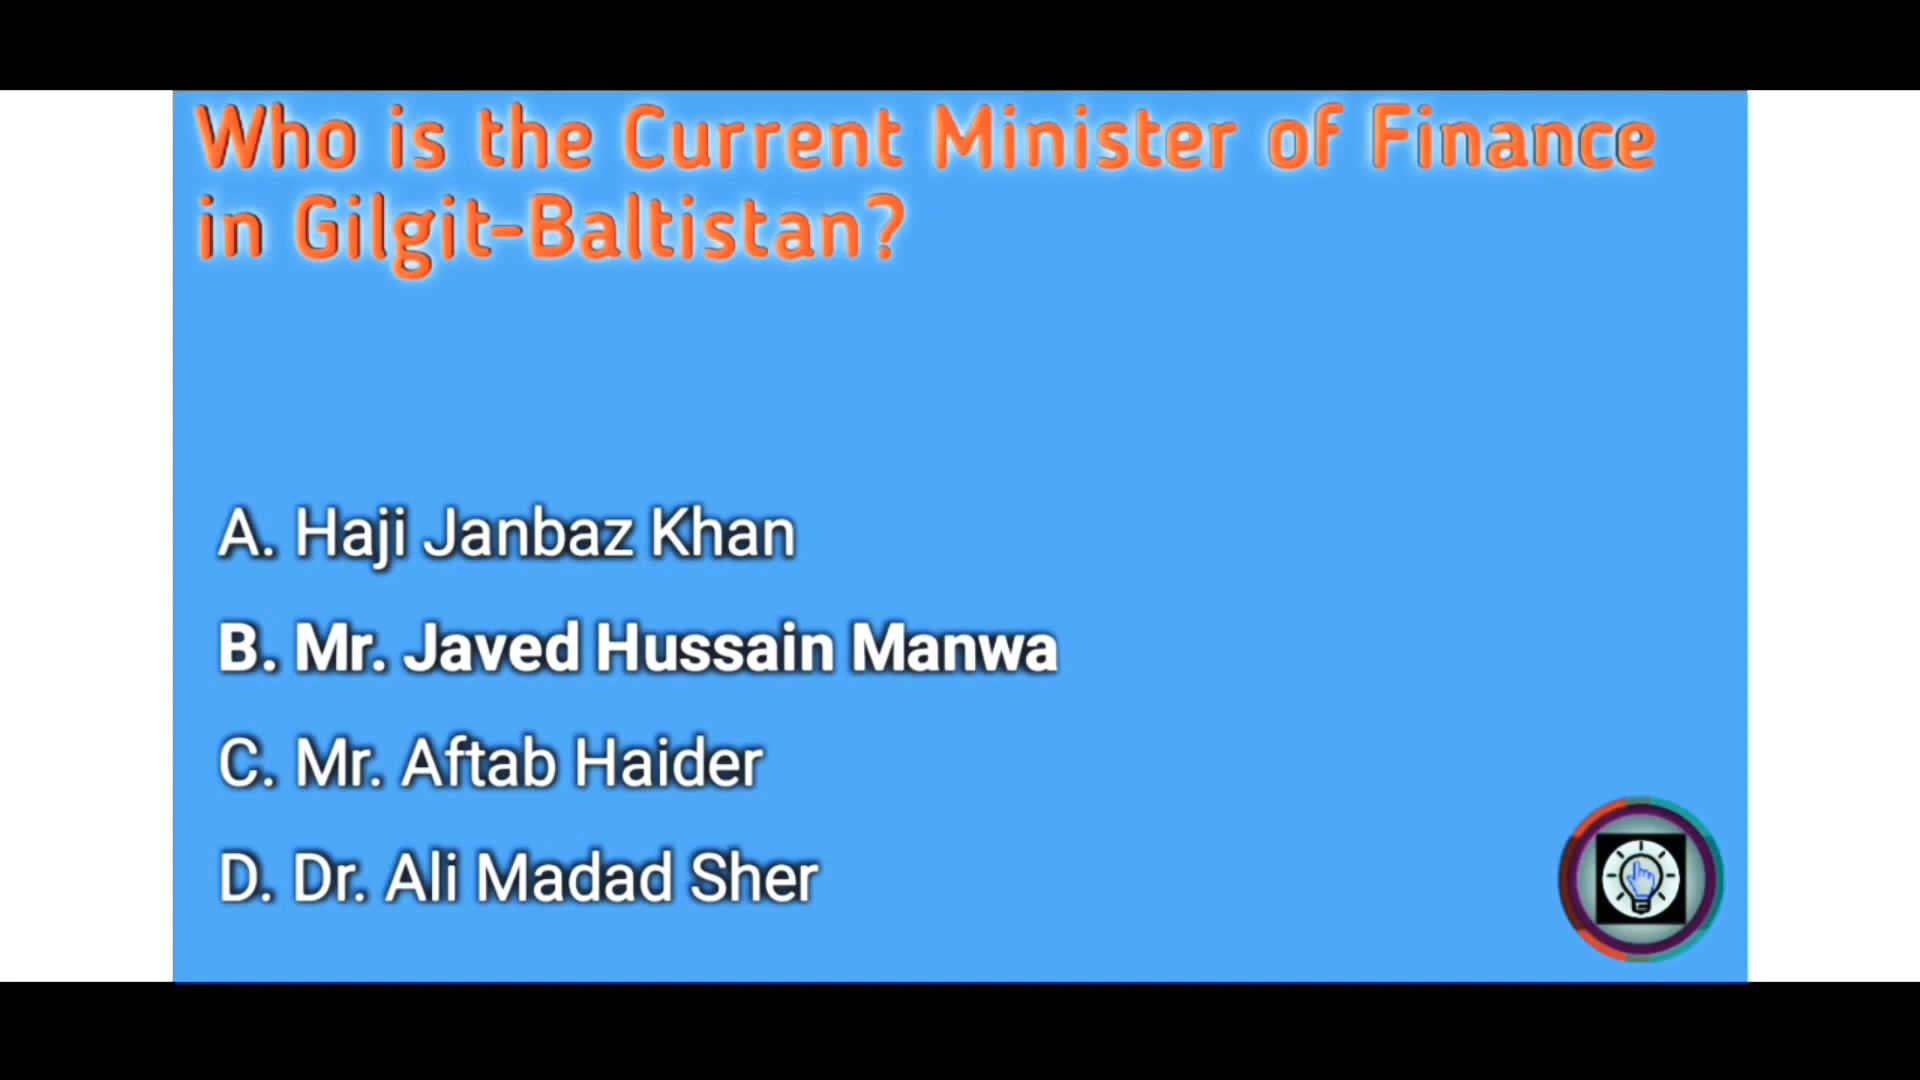 Who is the Current Minister of Finance
in Gilgit-Baltistan?
A. Haji Janbaz Khan
B. Mr. Javed Hussain Manwa
C. Mr. Aftab Haider
D. Dr. Ali Madad Sher